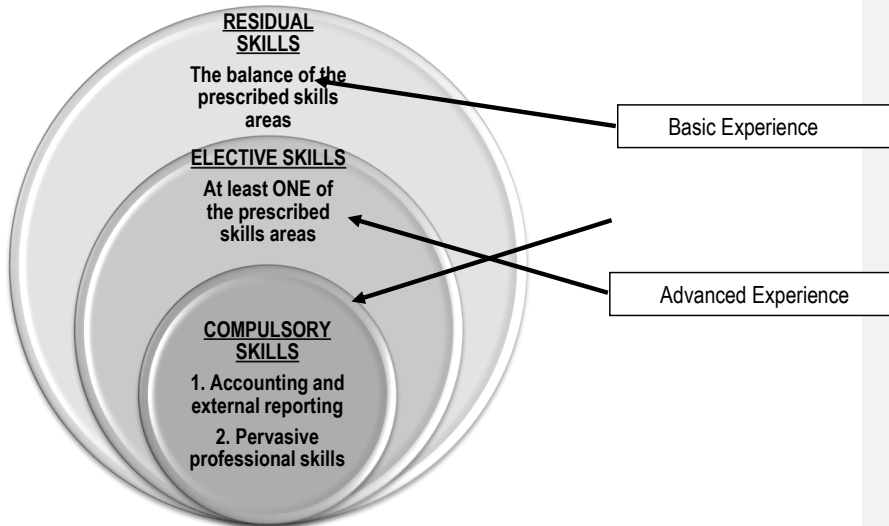 RESIDUAL
SKILLS
The balance of the
prescribed skills
areas
Basic Experience
ELECTIVE SKILLS
At least ONE of
the prescribed
skills areas
Advanced Experience
COMPULSORY
SKILLS
1. Accounting and
external reporting
2. Pervasive
professional skills